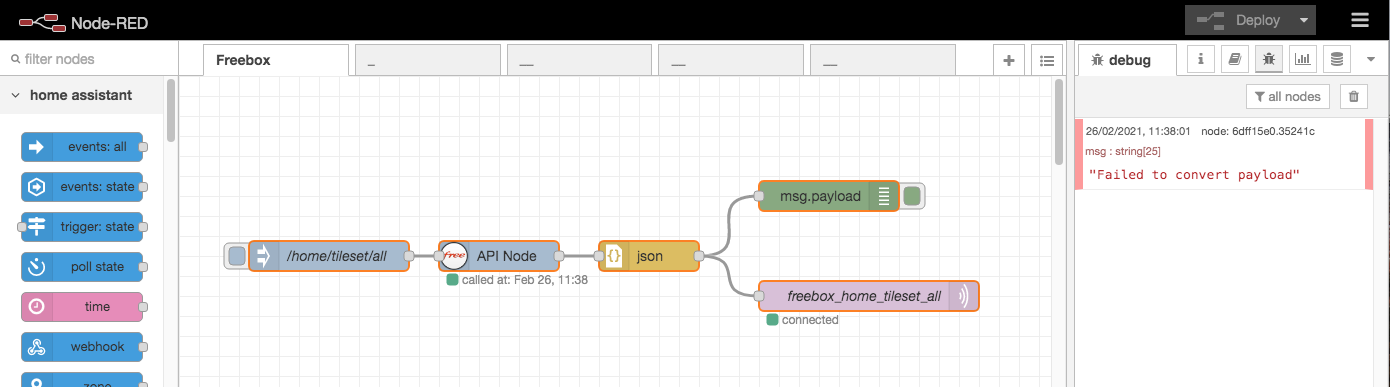 Node-RED
Deploy
filter nodes
Freebox
_
__
__
__
debug
home assistant
all nodes
events: all
events: state
trigger: state
poll state
time
webhook
zone
26/02/2021, 11:38:01 node: 6dff15e0.35241c
msg : string[25]
"Failed to convert payload"
msg.payload
/home/tileset/all
free
API Node
json
called at: Feb 26, 11:38
freebox_home_tileset_all
connected